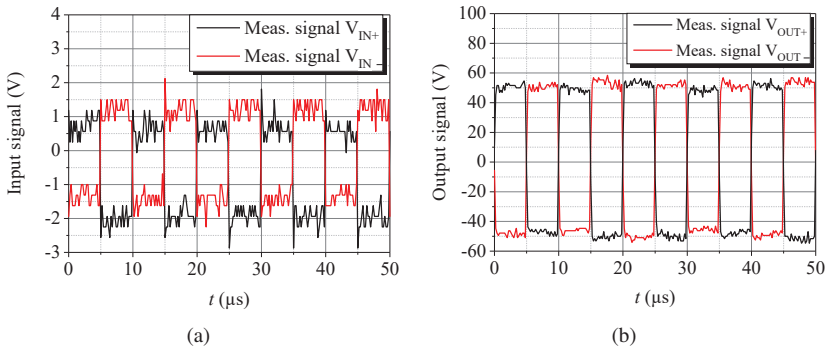 Meas. signal V_IN+
Meas. signal V_IN−
Input signal (V)
4
3
2
1
0
-1
-2
-3
0 10 20 30 40 50
t (μs)
(a)
Meas. signal V_OUT+
Meas. signal V_OUT−
Output signal (V)
100
80
60
40
20
0
-20
-40
-60
0 10 20 30 40 50
t (μs)
(b)